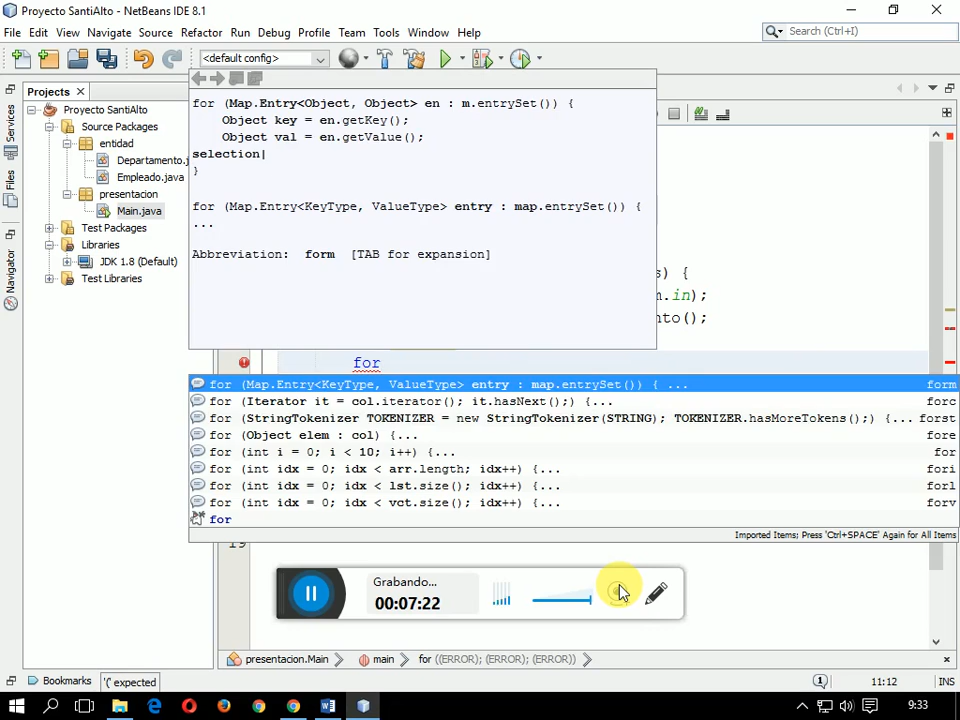 Proyecto SantiAlto - NetBeans IDE 8.1
File Edit View Navigate Source Refactor Run Debug Profile Team Tools Window Help
Search (Ctrl+I)
<default config>
Projects
Services
Files
Navigator
Proyecto SantiAlto
Source Packages
entidad
Departamento.j
Empleado.java
presentacion
Main.java
Test Packages
Libraries
JDK 1.8 (Default)
Test Libraries
for (Map.Entry<Object, Object> en : m.entrySet()) {
Object key = en.getKey();
Object val = en.getValue();
selection|
}
for (Map.Entry<KeyType, ValueType> entry : map.entrySet()) {
...
Abbreviation: form [TAB for expansion]
s) {
m.in);
nto();
for
for (Map.Entry<KeyType, ValueType> entry : map.entrySet()) { ... form
for (Iterator it = col.iterator(); it.hasNext();) {... forc
for (StringTokenizer TOKENIZER = new StringTokenizer(STRING); TOKENIZER.hasMoreTokens();) {... forst
for (Object elem : col) {... fore
for (int i = 0; i < 10; i++) {... for
for (int idx = 0; idx < arr.length; idx++) {... fori
for (int idx = 0; idx < lst.size(); idx++) {... forl
for (int idx = 0; idx < vct.size(); idx++) {... forv
for
Imported Items; Press 'Ctrl+SPACE' Again for All Items
19
Grabando...
00:07:22
presentacion.Main main for ((ERROR); (ERROR); (ERROR))
Bookmarks '(' expected 1 11:12 INS
9:33